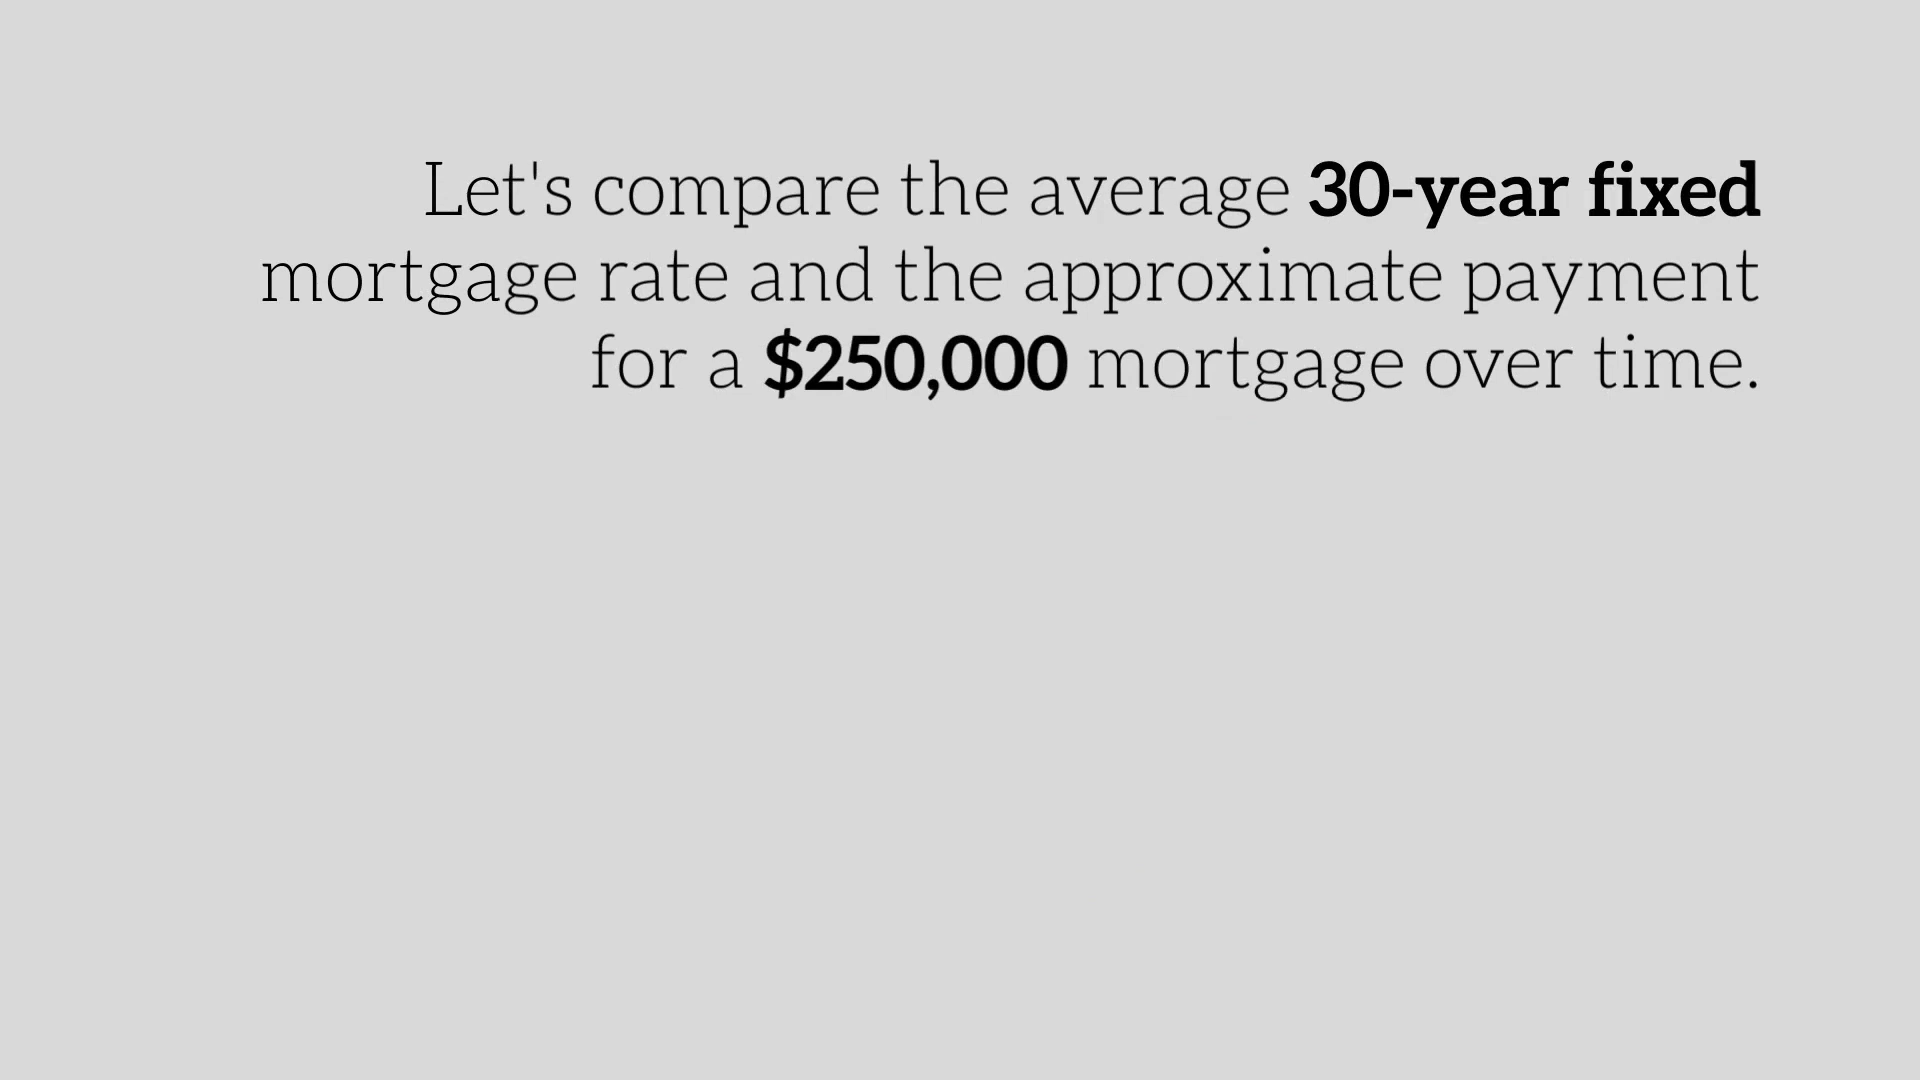 Let's compare the average 30-year fixed
mortgage rate and the approximate payment
for a $250,000 mortgage over time.